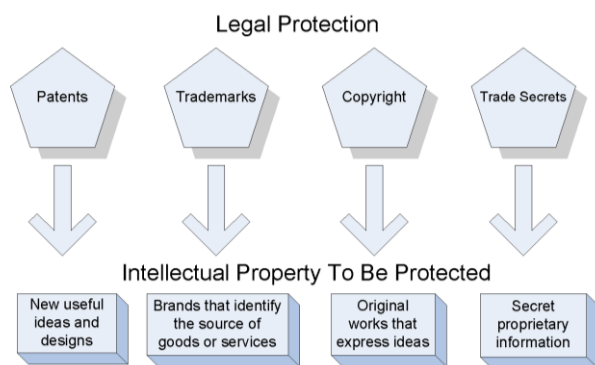 Legal Protection
Patents
Trademarks
Copyright
Trade Secrets
Intellectual Property To Be Protected
New useful
ideas and
designs
Brands that identify
the source of
goods or services
Original
works that
express ideas
Secret
proprietary
information